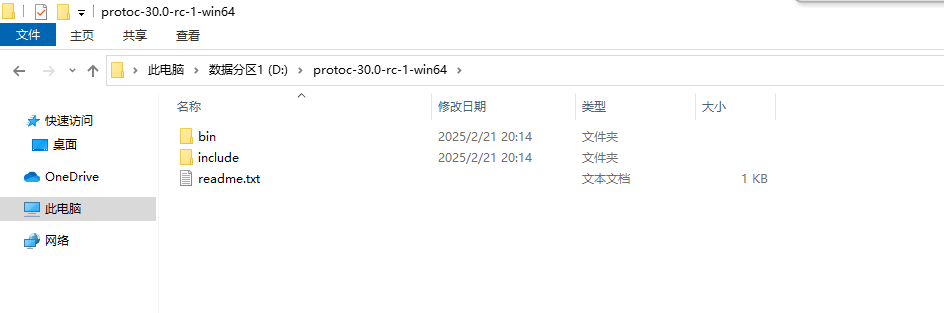 protoc-30.0-rc-1-win64
文件 主页 共享 查看
此电脑 数据分区1 (D:) protoc-30.0-rc-1-win64
名称 修改日期 类型 大小
快速访问
桌面
OneDrive
此电脑
网络
bin 2025/2/21 20:14 文件夹
include 2025/2/21 20:14 文件夹
readme.txt 文本文档 1 KB